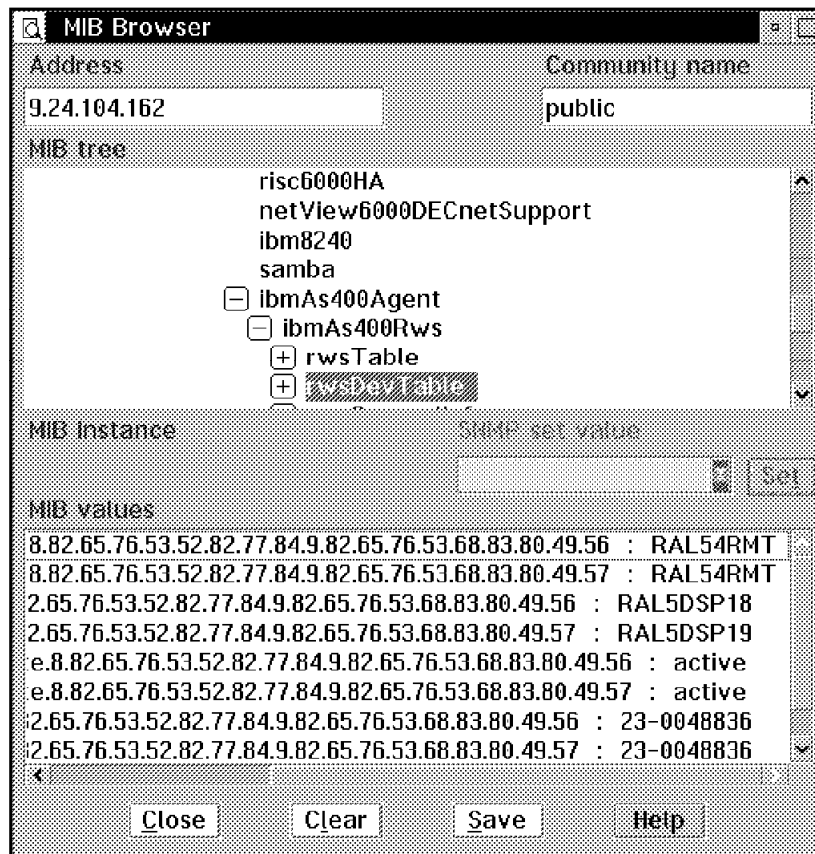 MIB Browser
Address Community name
9.24.104.162 public
MIB tree
risc6000HA
netView6000DECnetSupport
ibm8240
samba
ibmAs400Agent
ibmAs400Rws
rwsTable
rwsDevTable
MIB instance SNMP set value
Set
MIB values
8.82.65.76.53.52.82.77.84.9.82.65.76.53.68.83.80.49.56 : RAL54RMT
8.82.65.76.53.52.82.77.84.9.82.65.76.53.68.83.80.49.57 : RAL54RMT
2.65.76.53.52.82.77.84.9.82.65.76.53.68.83.80.49.56 : RAL5DSP18
2.65.76.53.52.82.77.84.9.82.65.76.53.68.83.80.49.57 : RAL5DSP19
e.8.82.65.76.53.52.82.77.84.9.82.65.76.53.68.83.80.49.56 : active
e.8.82.65.76.53.52.82.77.84.9.82.65.76.53.68.83.80.49.57 : active
2.65.76.53.52.82.77.84.9.82.65.76.53.68.83.80.49.56 : 23-0048836
2.65.76.53.52.82.77.84.9.82.65.76.53.68.83.80.49.57 : 23-0048836
Close Clear Save Help